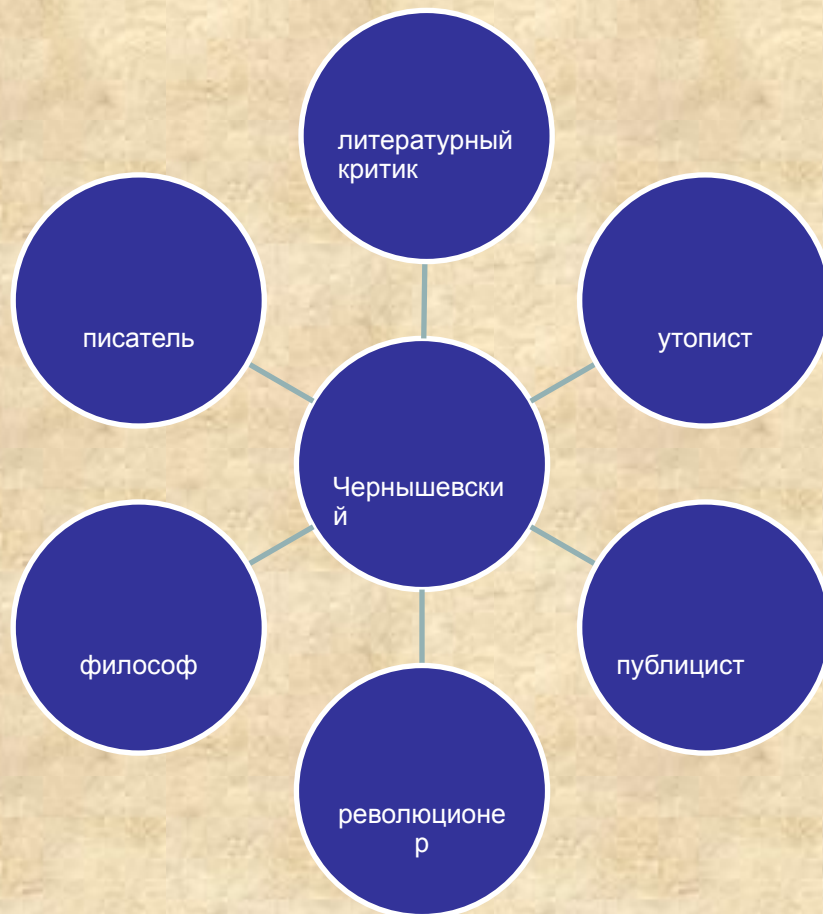 литературный
критик
писатель
утопист
Чернышевски
й
философ
публицист
революционе
р